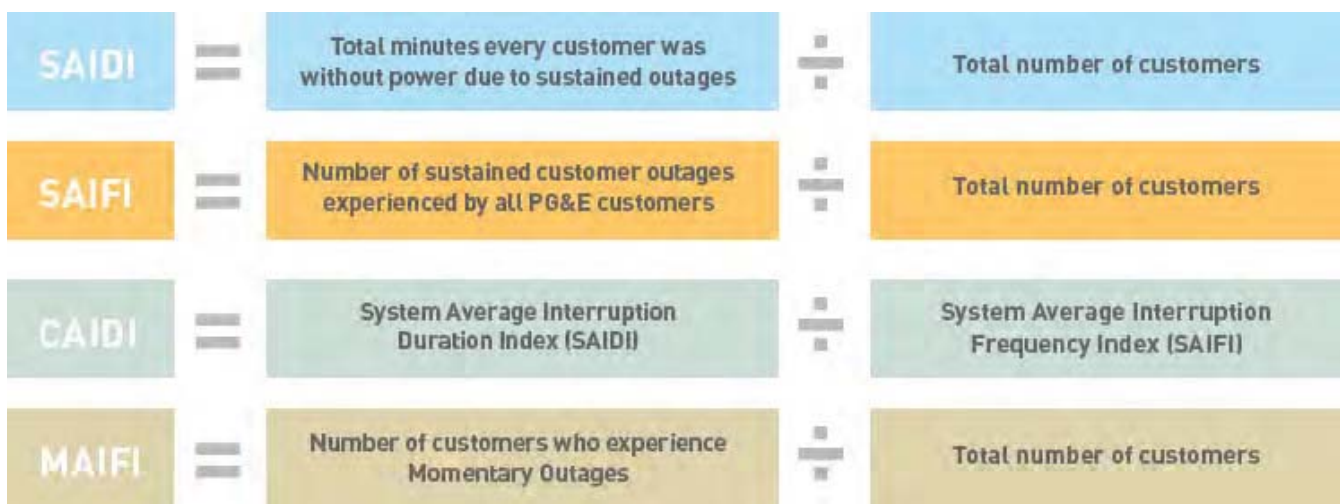 SAIDI = Total minutes every customer was
without power due to sustained outages ÷ Total number of customers
SAIFI = Number of sustained customer outages
experienced by all PG&E customers ÷ Total number of customers
CAIDI = System Average Interruption
Duration Index (SAIDI) ÷ System Average Interruption
Frequency Index (SAIFI)
MAIFI = Number of customers who experience
Momentary Outages ÷ Total number of customers